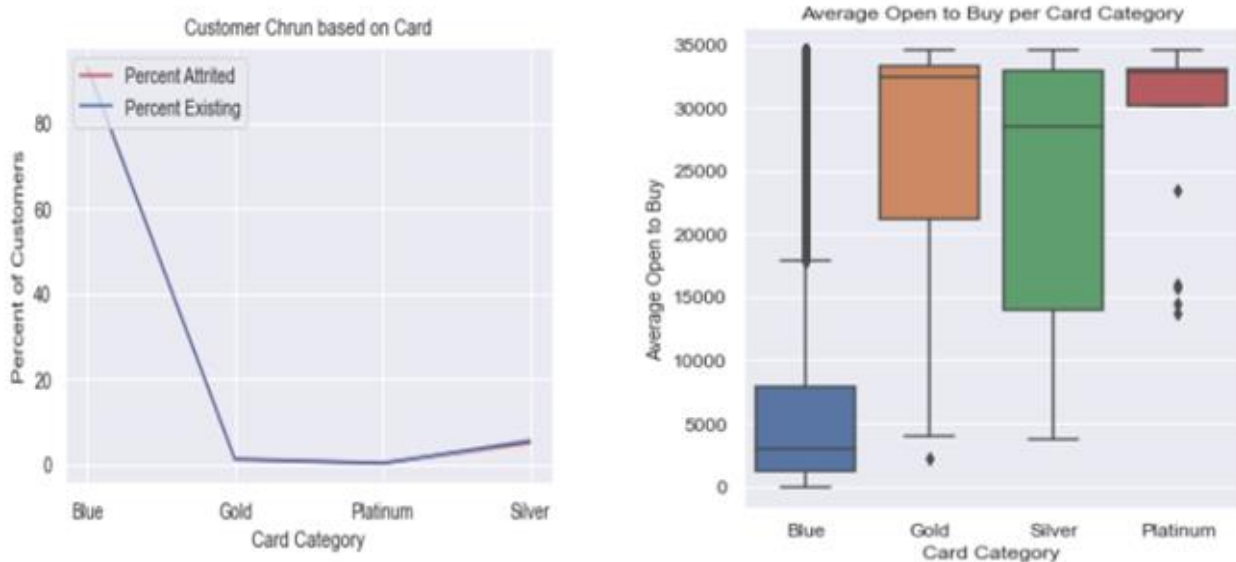 Customer Chrun based on Card
Percent Attrited
Percent Existing
80
60
40
20
0
Percent of Customers
Blue Gold Platinum Silver
Card Category
Average Open to Buy per Card Category
35000
30000
25000
20000
15000
10000
5000
0
Average Open to Buy
Blue Gold Silver Platinum
Card Category